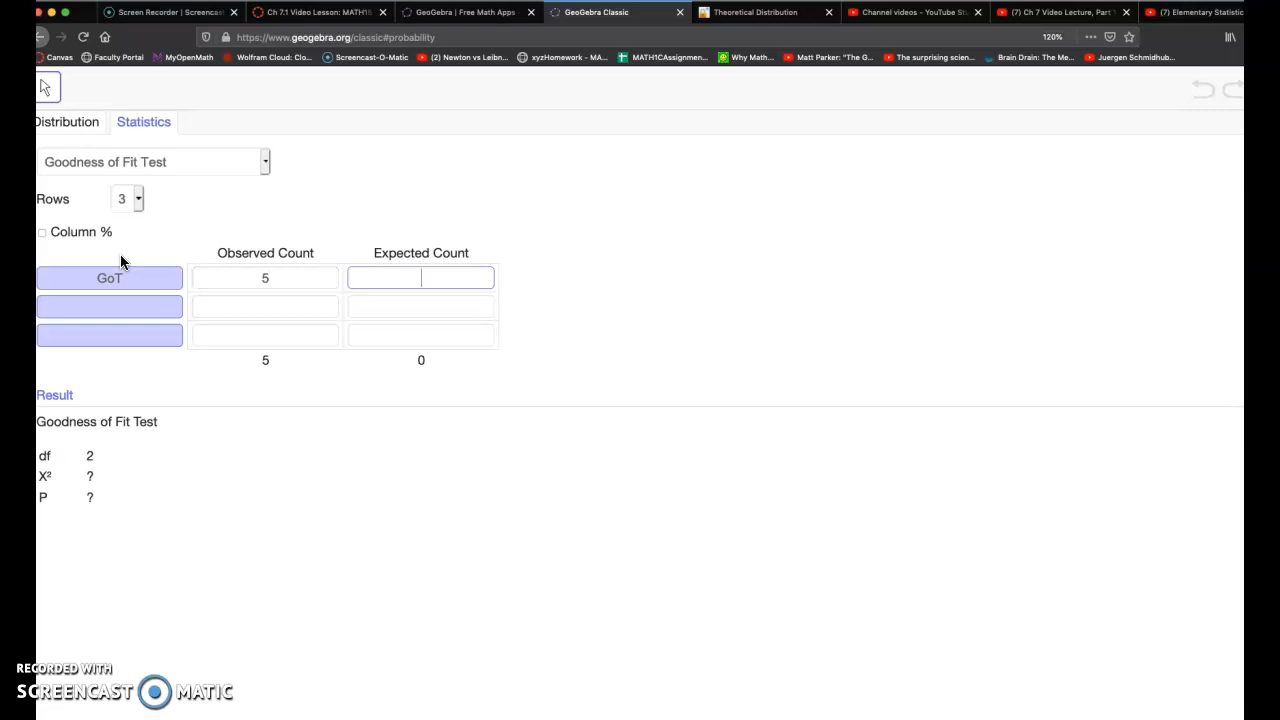 Screen Recorder | Screencast
Ch 7.1 Video Lesson: MATH15
GeoGebra | Free Math Apps -
GeoGebra Classic
Theoretical Distribution
Channel videos - YouTube St
(7) Ch 7 Video Lecture, Part 1
(7) Elementary Statistic
https://www.geogebra.org/classic#probability
120%
Canvas
Faculty Portal
MyOpenMath
Wolfram Cloud: Clo...
Screencast-O-Matic
(2) Newton vs Leibn...
xyzHomework - MA...
MATH1CAssignmen...
Why Math...
Matt Parker: "The G...
The surprising scien...
Brain Drain: The Me...
Juergen Schmidhub...
Distribution
Statistics
Goodness of Fit Test
Rows 3
Column %
Observed Count Expected Count
GoT 5
5 0
Result
Goodness of Fit Test
df 2
X² ?
P ?
RECORDED WITH
SCREENCAST MATIC